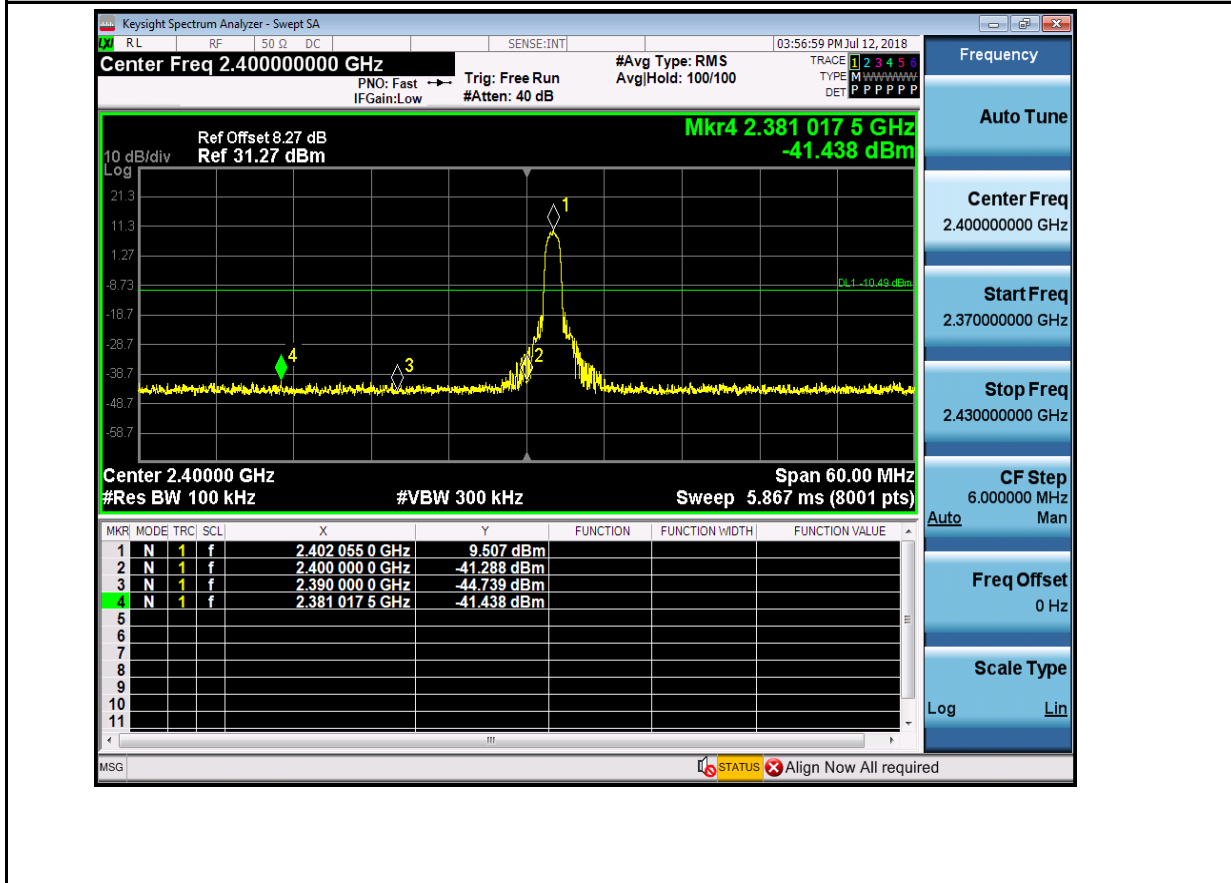 Keysight Spectrum Analyzer - Swept SA
LXI RL RF 50 Ω DC SENSE:INT 03:56:59 PM Jul 12, 2018
Center Freq 2.400000000 GHz
PNO: Fast
IFGain:Low
Trig: Free Run
#Atten: 40 dB
#Avg Type: RMS
Avg|Hold: 100/100
TRACE 1 2 3 4 5 6
TYPE M W W W W W
DET P P P P P P
Ref Offset 8.27 dB
Ref 31.27 dBm
10 dB/div
Log
Mkr4 2.381 017 5 GHz
-41.438 dBm
21.3
11.3
1.27
-8.73
-18.7
-28.7
-38.7
-48.7
-58.7
1
DL1 -10.49 dBm
4
3
2
Center 2.40000 GHz Span 60.00 MHz
#Res BW 100 kHz #VBW 300 kHz Sweep 5.867 ms (8001 pts)
MKR MODE TRC SCL X Y FUNCTION FUNCTION WIDTH FUNCTION VALUE
1 N 1 f 2.402 055 0 GHz 9.507 dBm
2 N 1 f 2.400 000 0 GHz -41.288 dBm
3 N 1 f 2.390 000 0 GHz -44.739 dBm
4 N 1 f 2.381 017 5 GHz -41.438 dBm
5
6
7
8
9
10
11
MSG STATUS Align Now All required
Frequency
Auto Tune
Center Freq
2.400000000 GHz
Start Freq
2.370000000 GHz
Stop Freq
2.430000000 GHz
CF Step
6.000000 MHz
Auto Man
Freq Offset
0 Hz
Scale Type
Log Lin